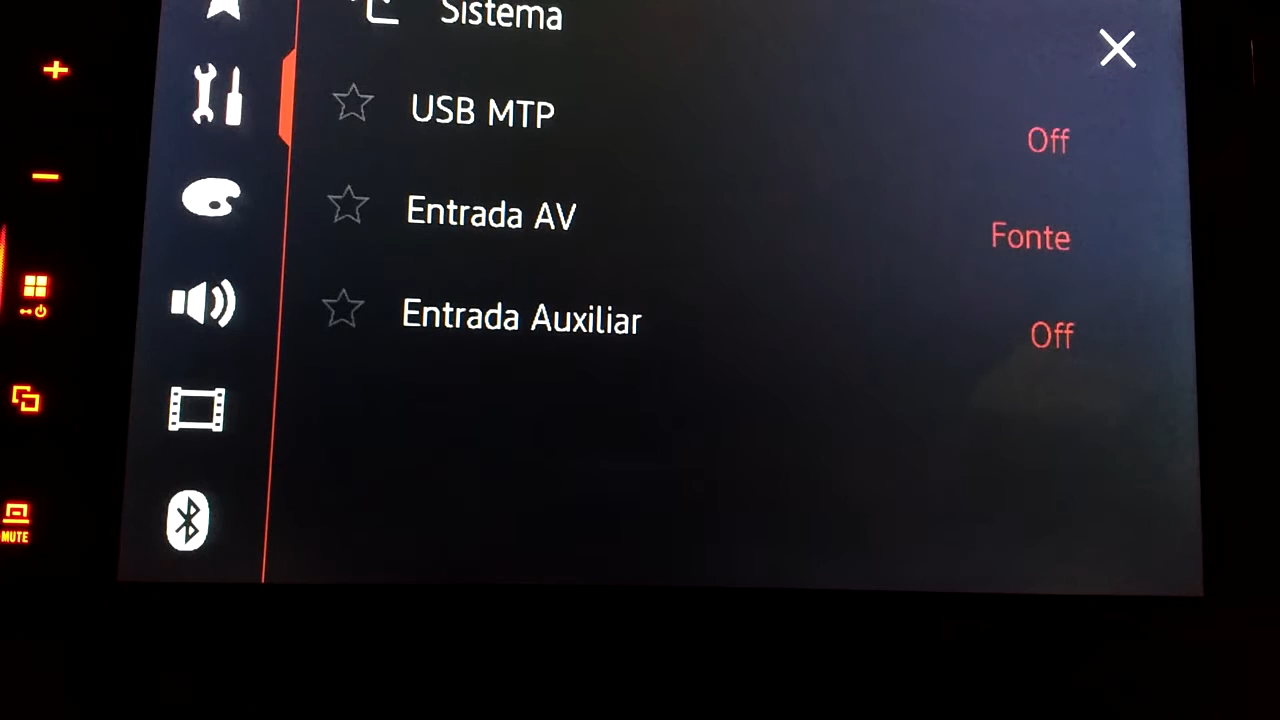 Sistema
USB MTP
Off
Entrada AV
Fonte
Entrada Auxiliar
Off
MUTE